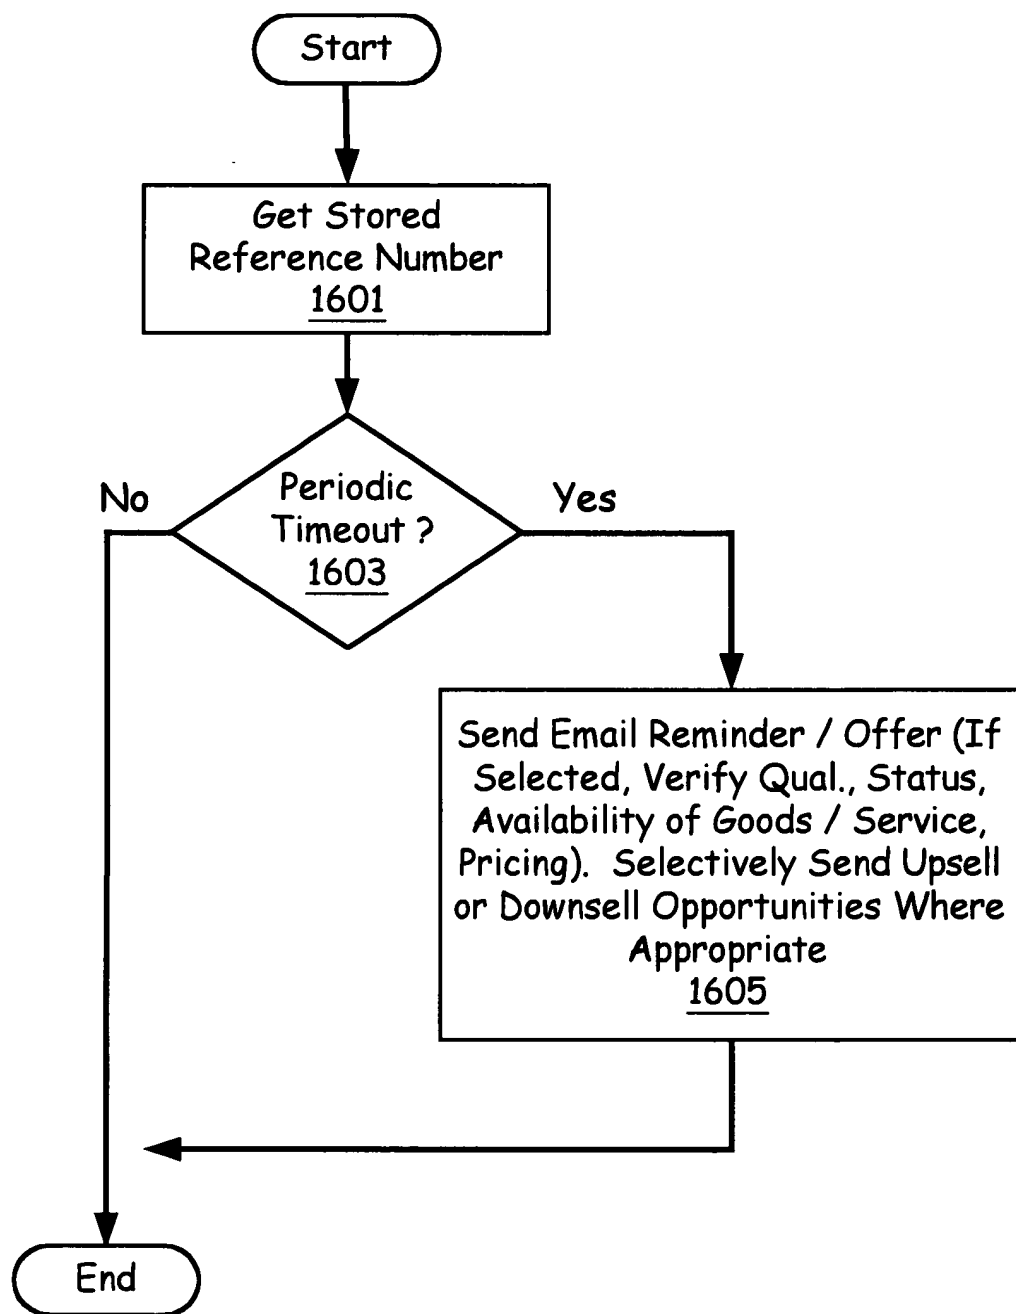 Start
Get Stored
Reference Number
1601
Periodic
Timeout ?
1603
No
Yes
Send Email Reminder / Offer (If
Selected, Verify Qual., Status,
Availability of Goods / Service,
Pricing).  Selectively Send Upsell
or Downsell Opportunities Where
Appropriate
1605
End